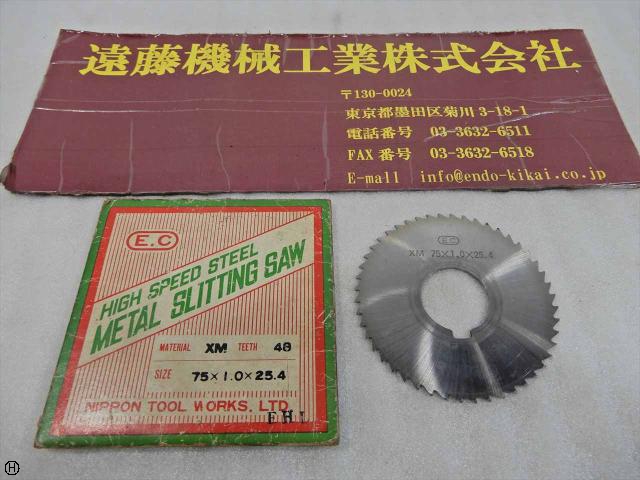 遠藤機械工業株式会社
〒130-0024
東京都墨田区菊川 3-18-1
電話番号 03-3632-6511
FAX 番号 03-3632-6518
E-mall info@endo-kikai.co.jp
E.C
HIGH SPEED STEEL
METAL SLITTING SAW
MATERIAL XM TEETH 48
SIZE 75×1.0×25.4
NIPPON TOOL WORKS, LTD.
E H L
E C
XM 75×1.0×25.4
H